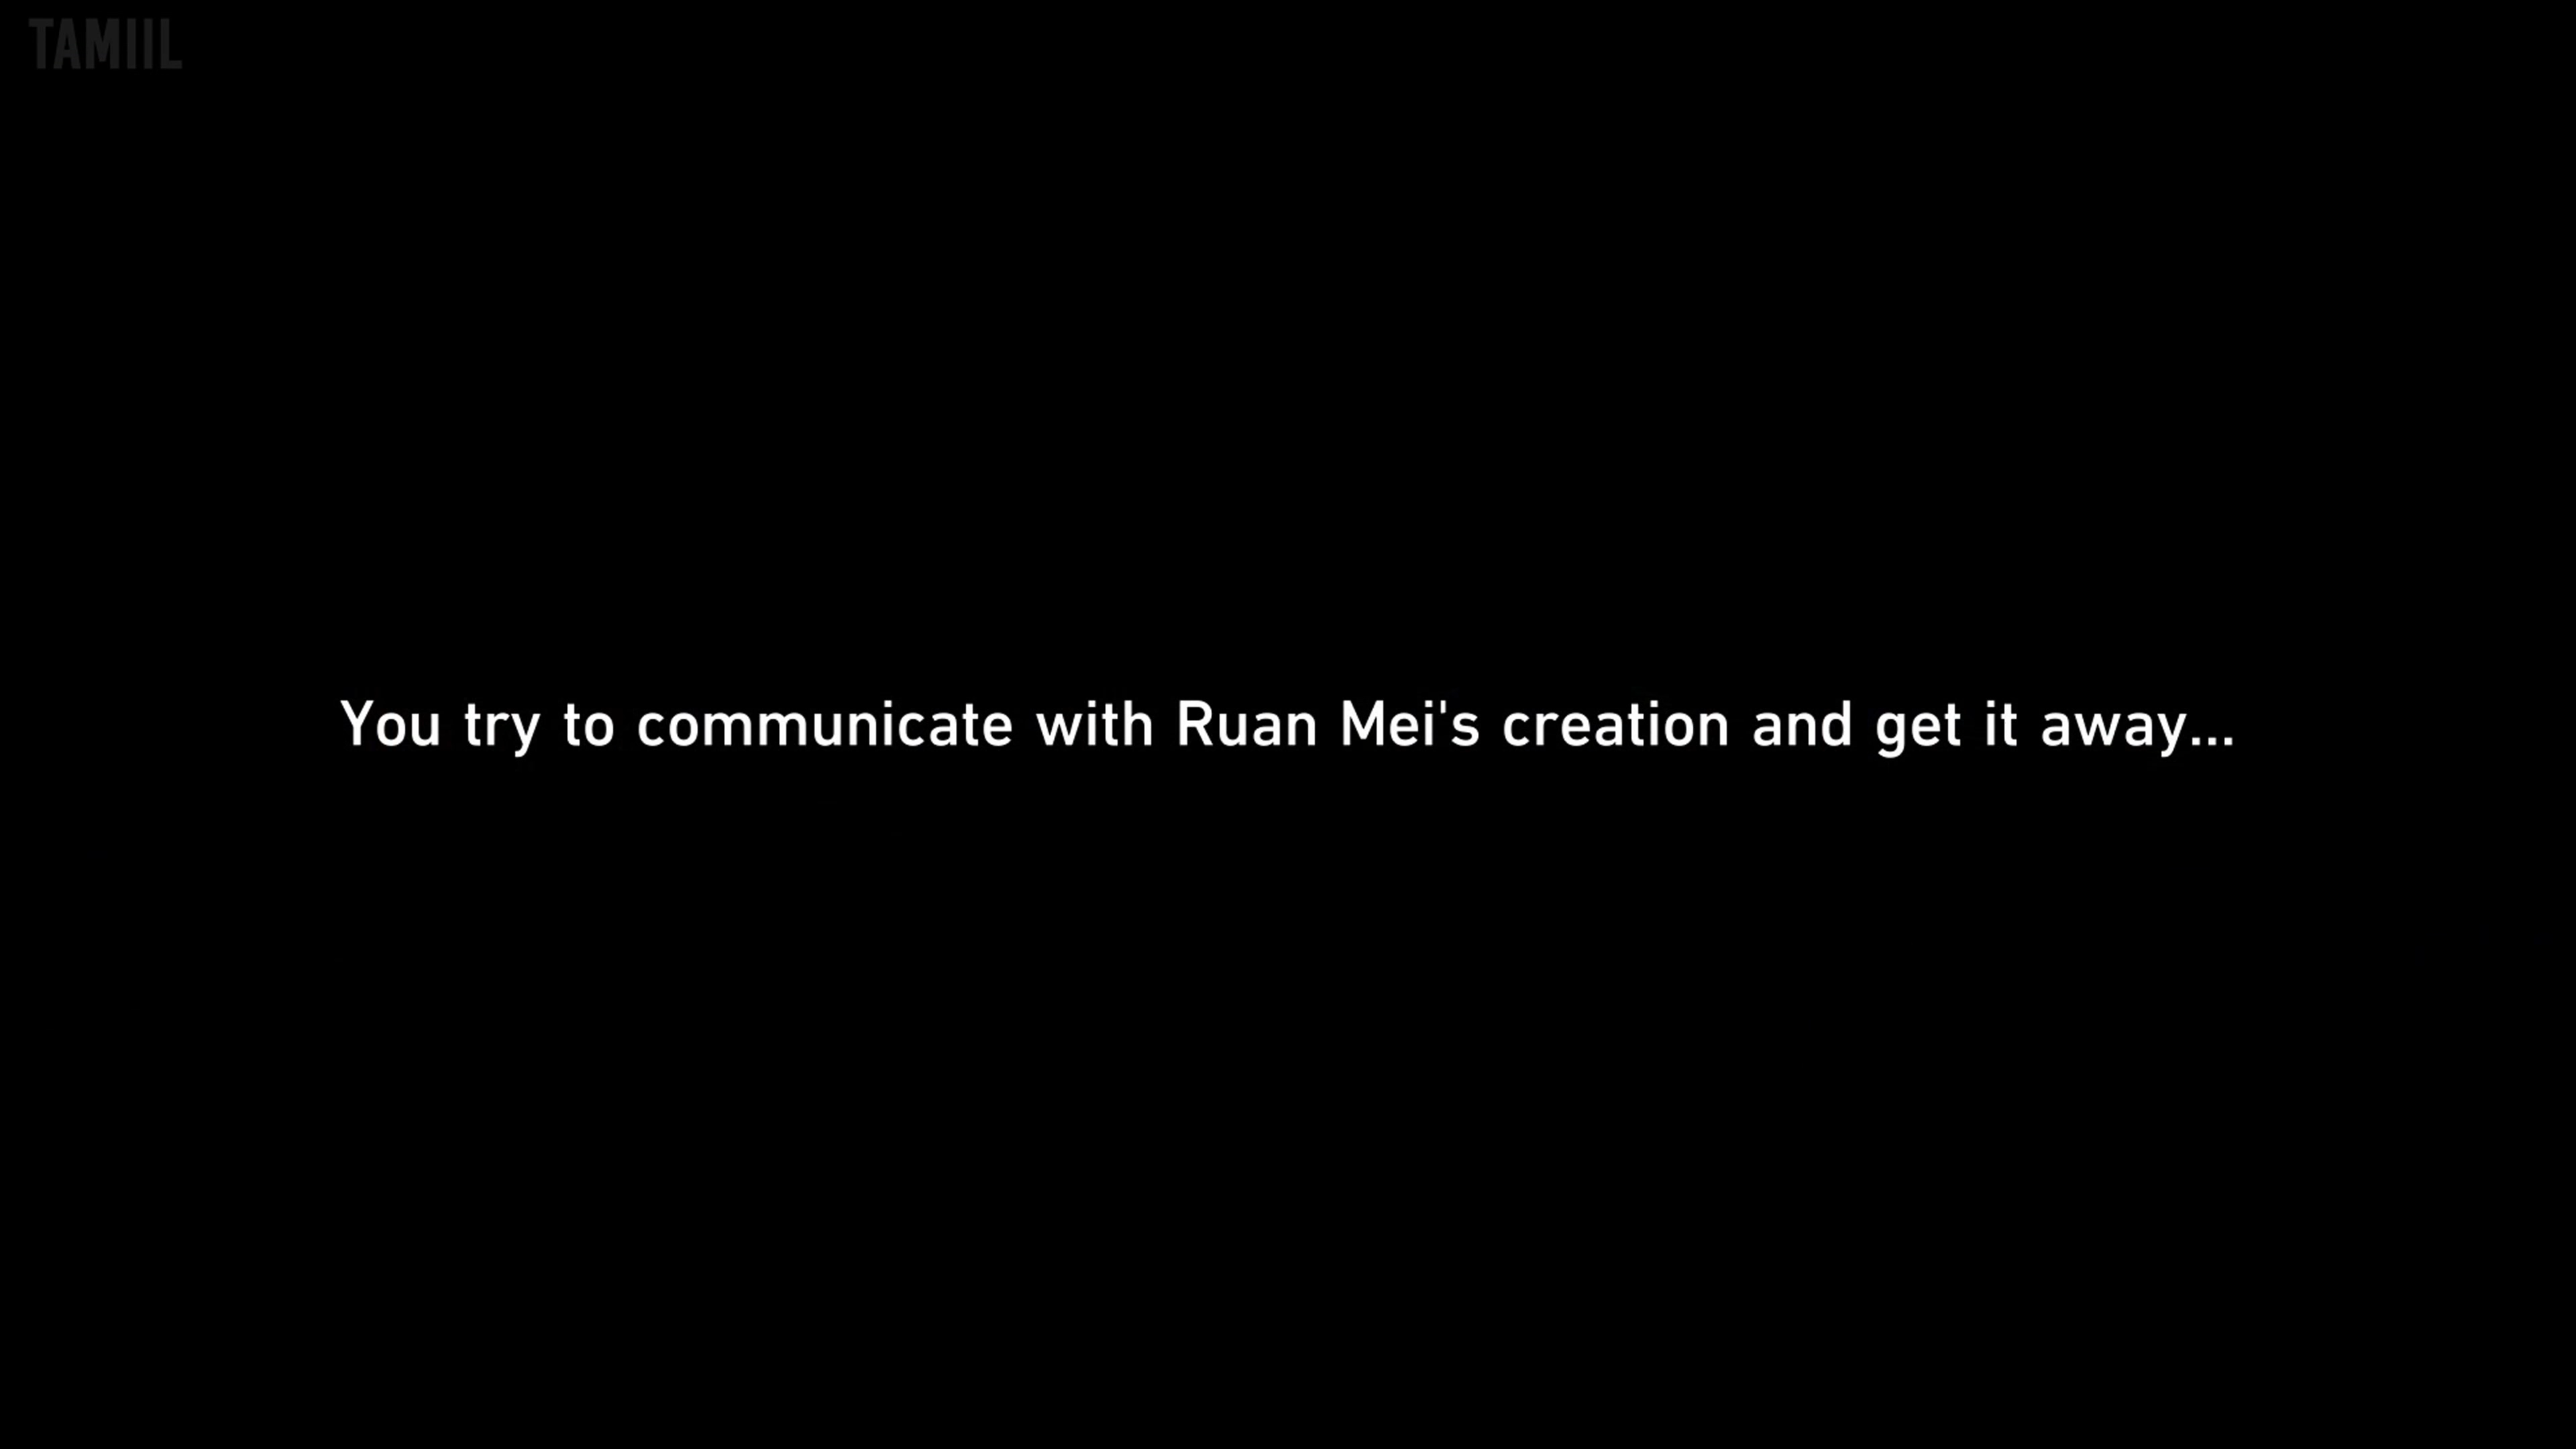 TAMIIL
You try to communicate with Ruan Mei's creation and get it away...